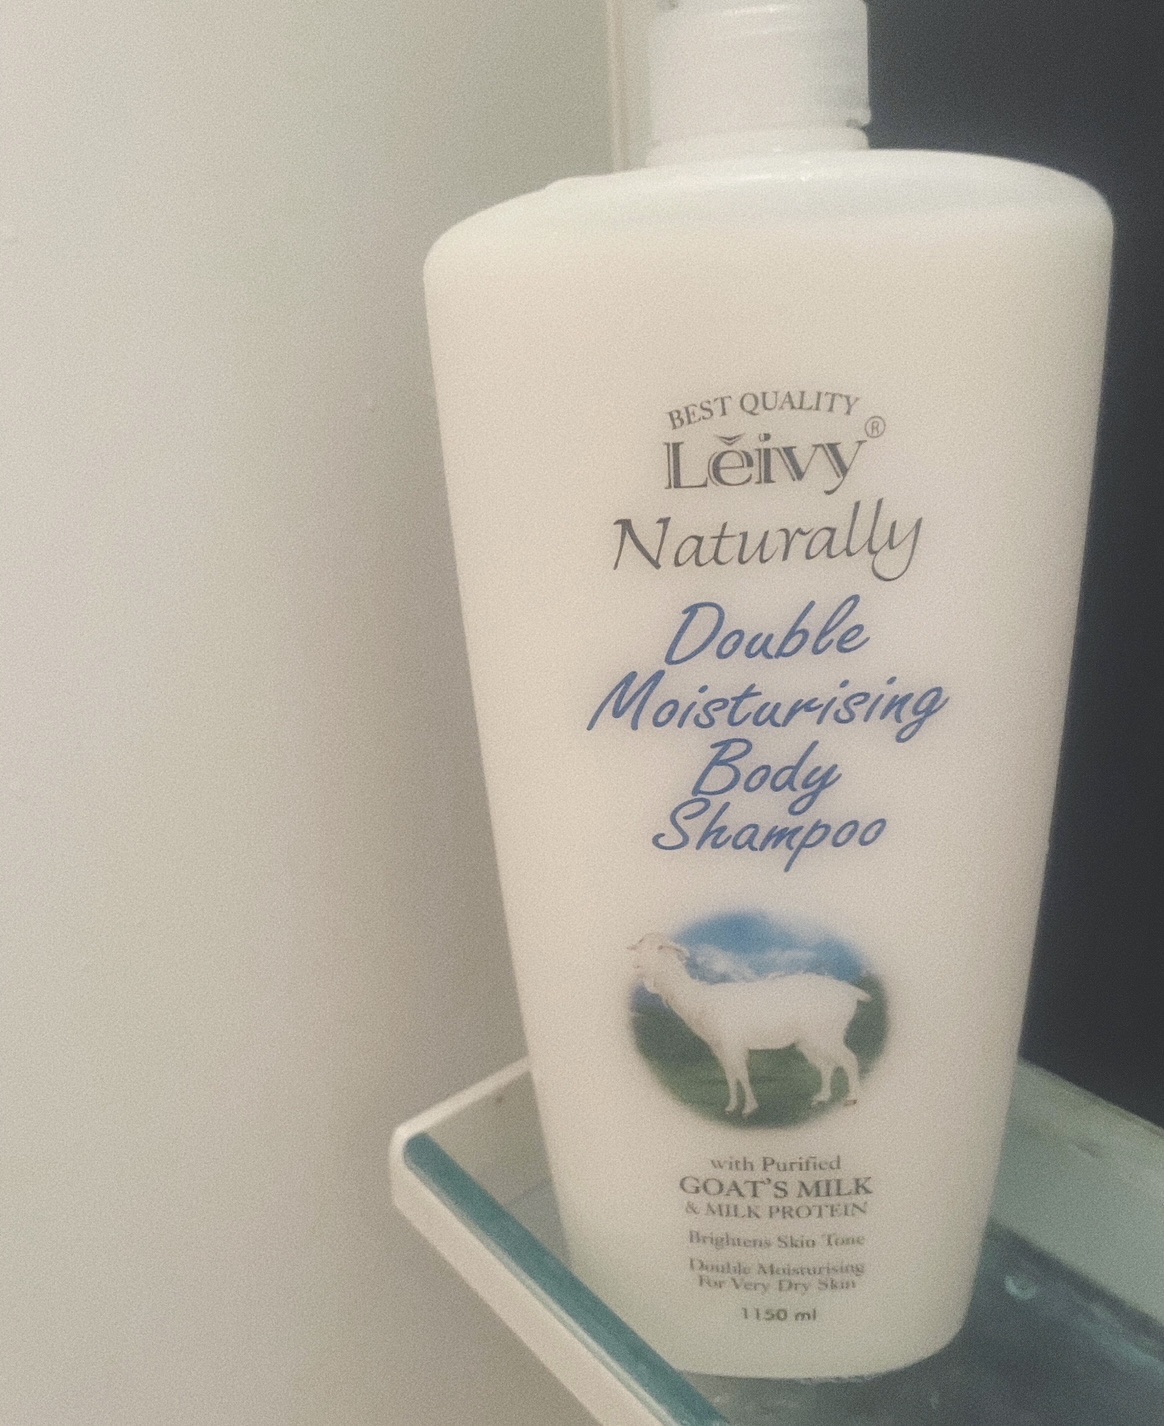 BEST QUALITY
Lěivy®
Naturally
Double
Moisturising
Body
Shampoo
with Purified
GOAT'S MILK
& MILK PROTEIN
Brightens Skin Tone
Double Moisturising
For Very Dry Skin
1150 ml